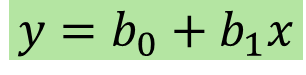 y = b₀ + b₁x